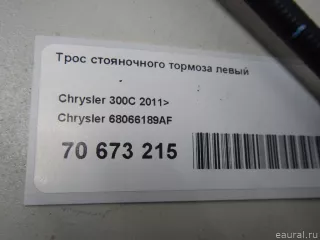 Трос стояночного тормоза левый
Chrysler 300C 2011>
Chrysler 68066189AF
70 673 215
eaural.ru